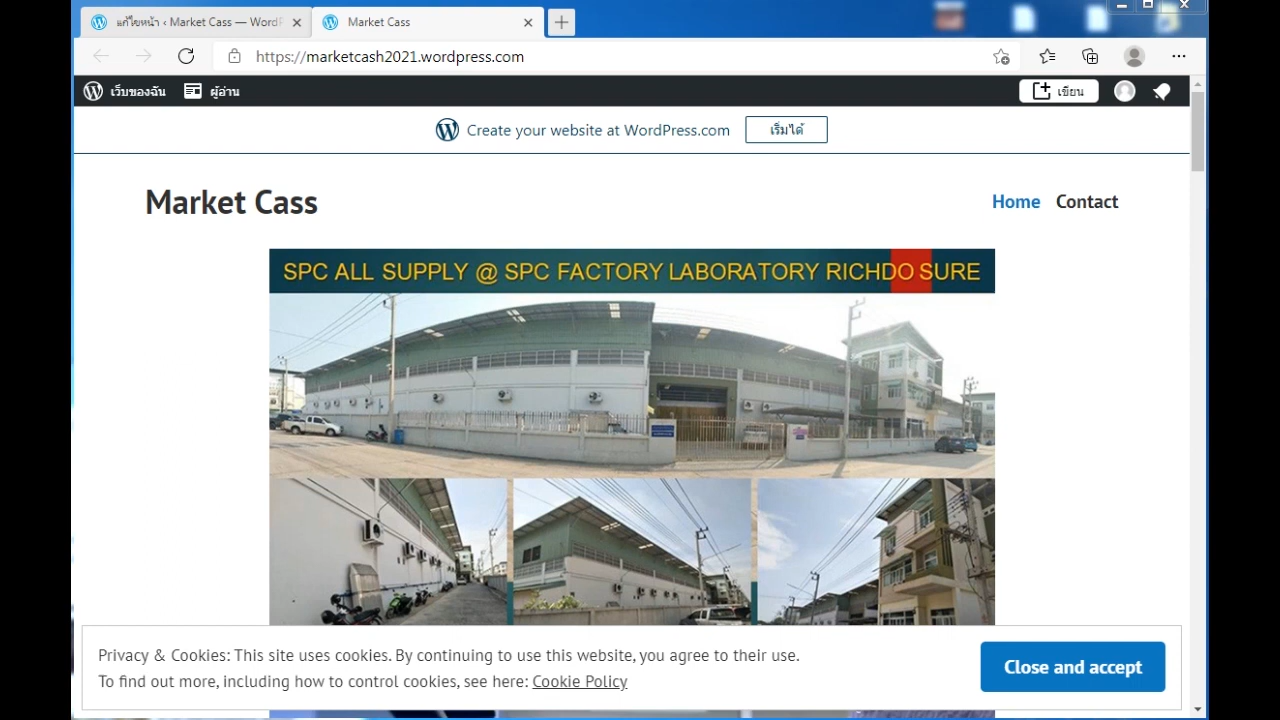 แก้ไขหน้า ‹ Market Cass — WordP
Market Cass
https://marketcash2021.wordpress.com
เว็บของฉัน
ผู้อ่าน
เขียน
Create your website at WordPress.com
เริ่มได้
Market Cass
Home
Contact
SPC ALL SUPPLY @ SPC FACTORY LABORATORY RICHDO SURE
Privacy & Cookies: This site uses cookies. By continuing to use this website, you agree to their use.
To find out more, including how to control cookies, see here: Cookie Policy
Close and accept